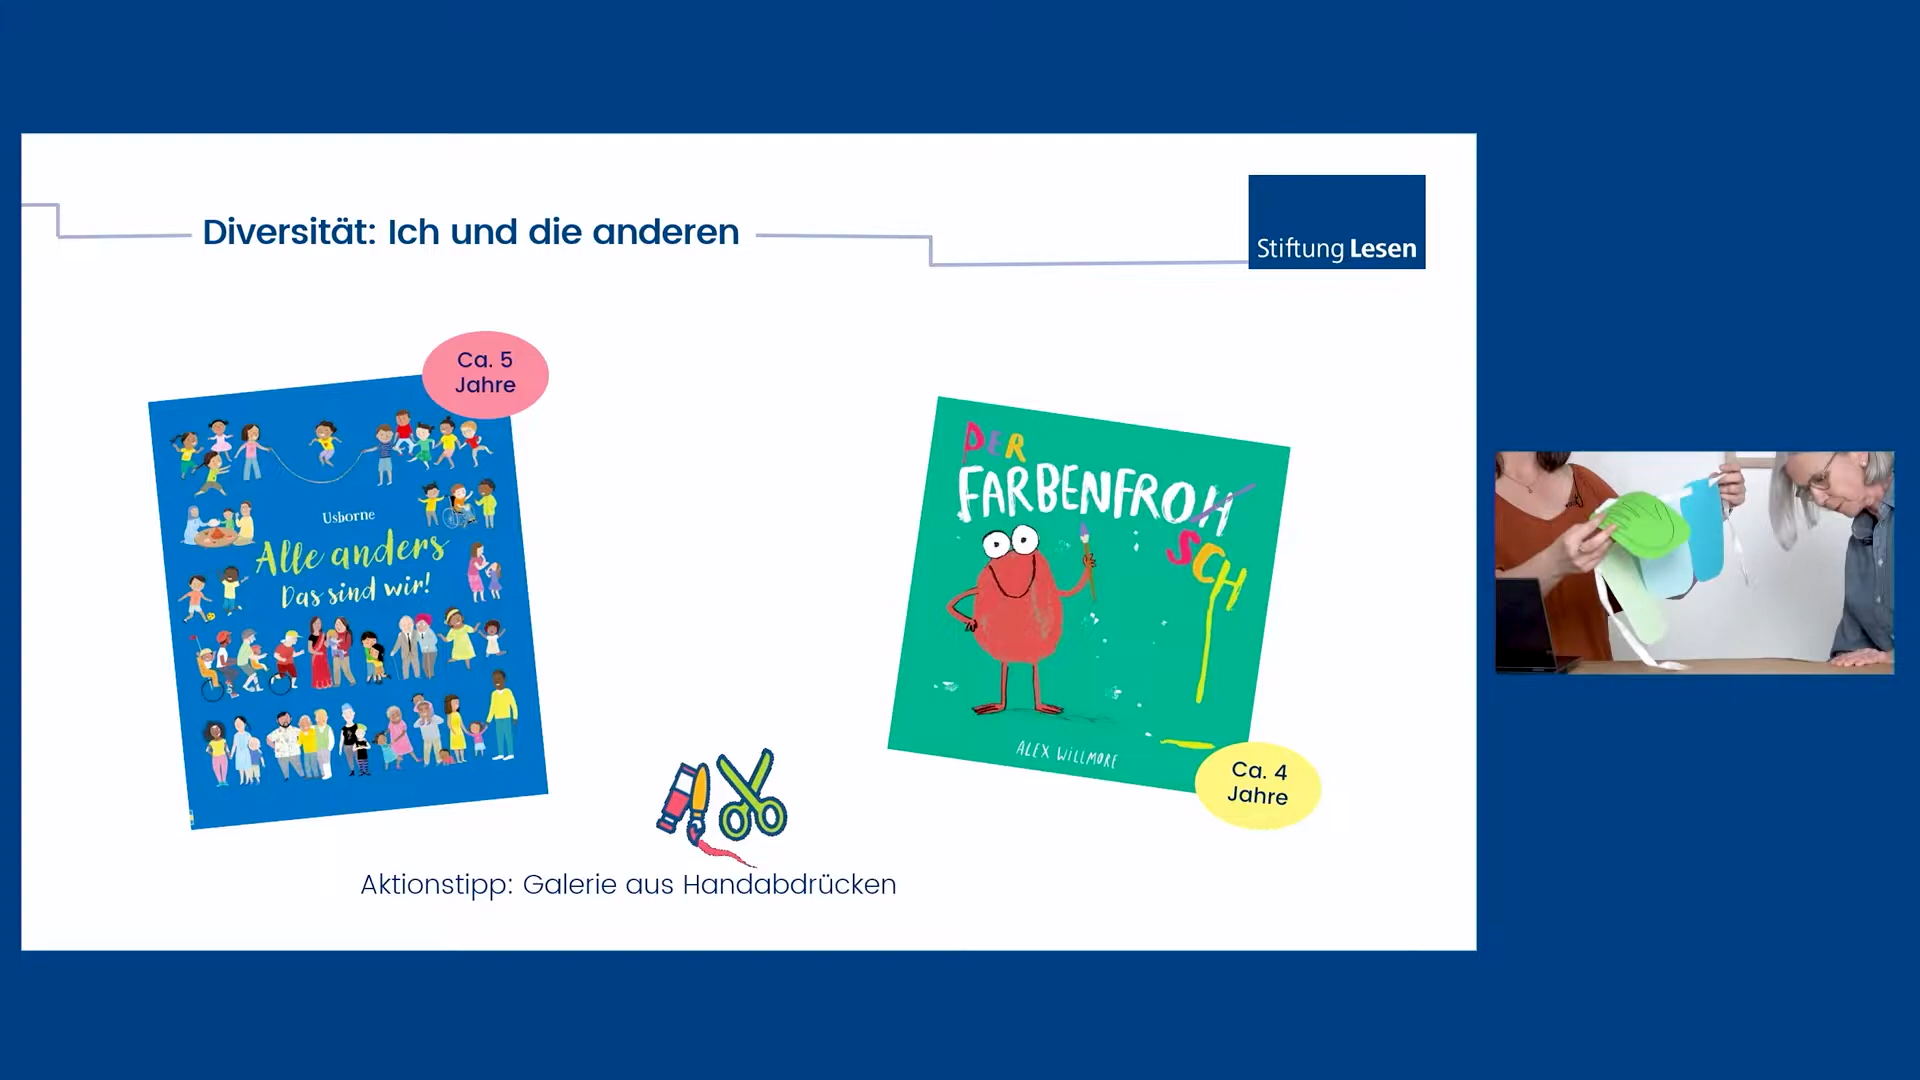 Diversität: Ich und die anderen
Stiftung Lesen
Ca. 5
Jahre
Usborne
Alle anders
Das sind wir!
DER
FARBENFROH
SCH
ALEX WILLMORE
Ca. 4
Jahre
Aktionstipp: Galerie aus Handabdrücken